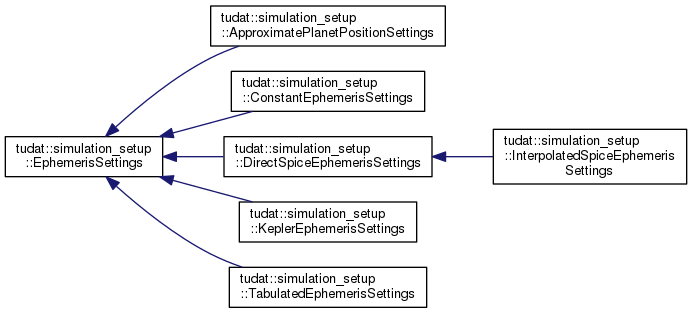 tudat::simulation_setup
::ApproximatePlanetPositionSettings
tudat::simulation_setup
::ConstantEphemerisSettings
tudat::simulation_setup
::EphemerisSettings
tudat::simulation_setup
::DirectSpiceEphemerisSettings
tudat::simulation_setup
::InterpolatedSpiceEphemeris
Settings
tudat::simulation_setup
::KeplerEphemerisSettings
tudat::simulation_setup
::TabulatedEphemerisSettings